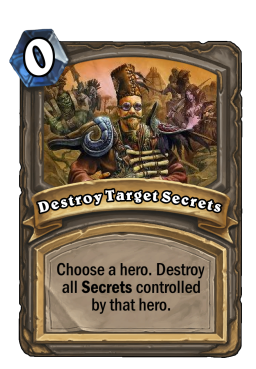 0
Destroy Target Secrets
Choose a hero. Destroy
all Secrets controlled
by that hero.